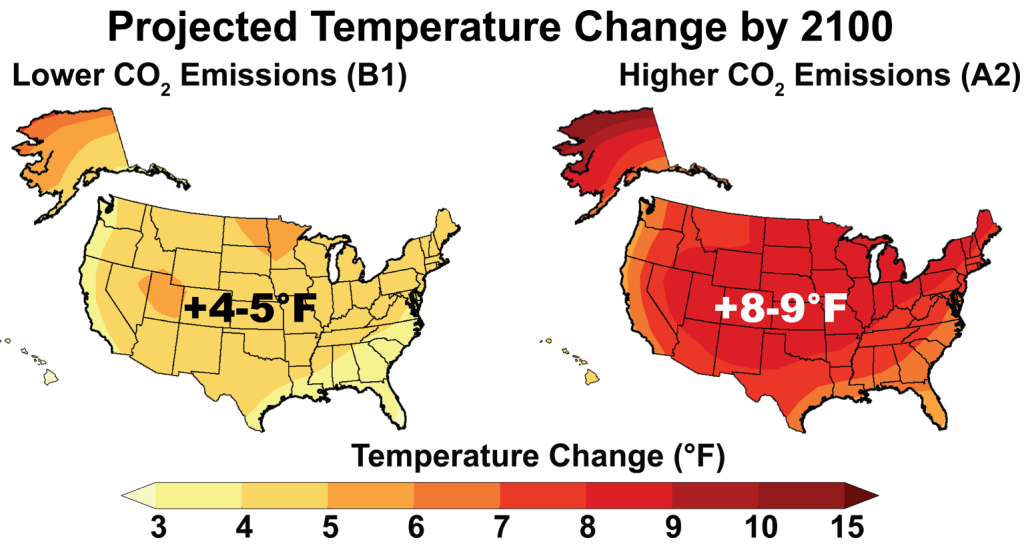 Projected Temperature Change by 2100
Lower CO₂ Emissions (B1)
Higher CO₂ Emissions (A2)
+4-5°F
+8-9°F
Temperature Change (°F)
3 4 5 6 7 8 9 10 15